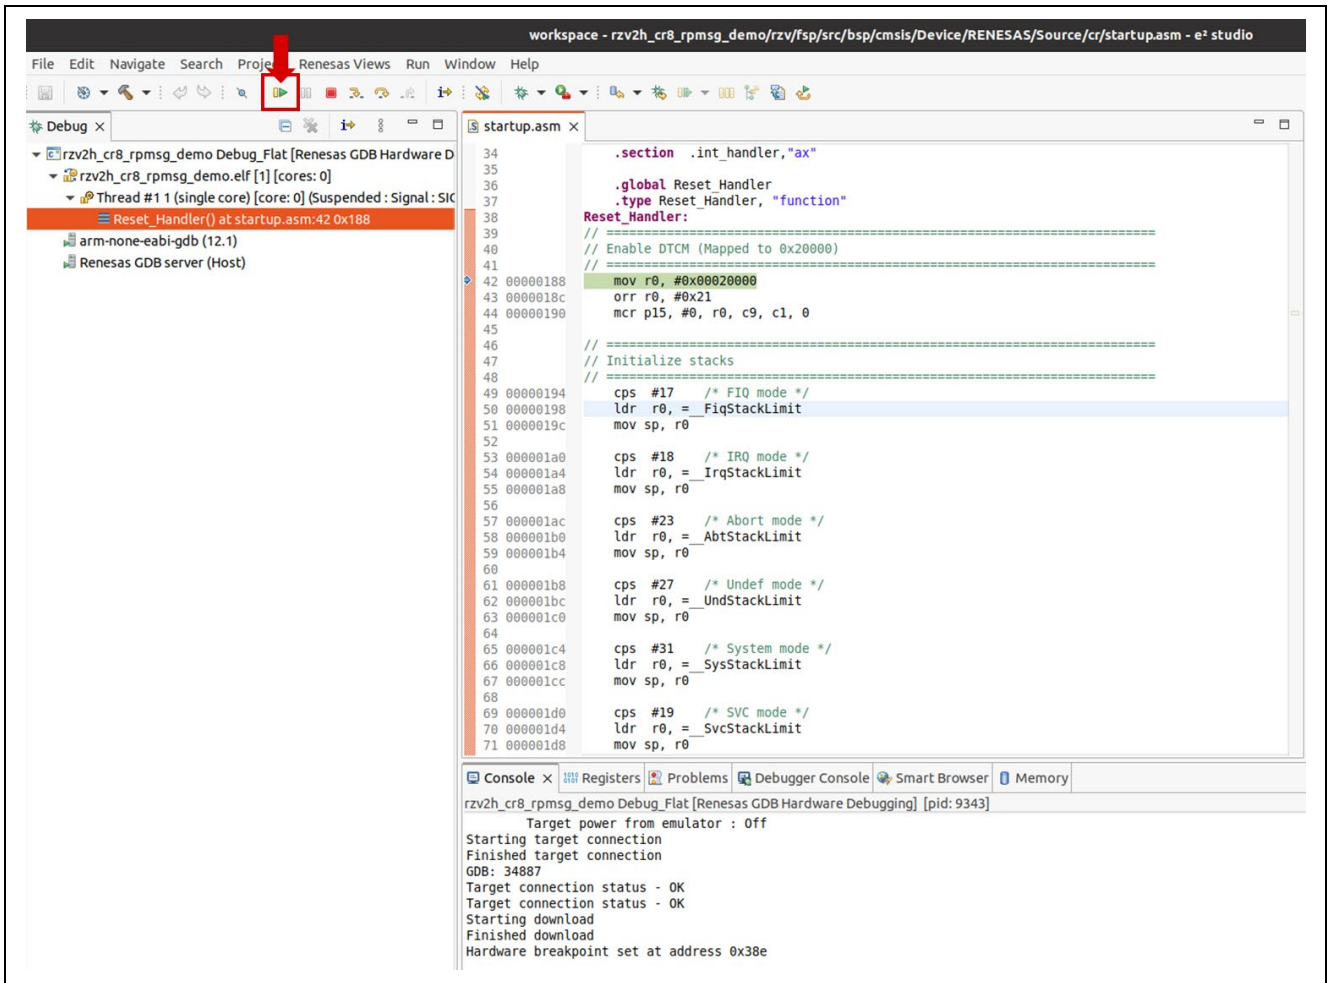 workspace - rzv2h_cr8_rpmsg_demo/rzv/fsp/src/bsp/cmsis/Device/RENESAS/Source/cr/startup.asm - e² studio
File Edit Navigate Search Project Renesas Views Run Window Help
Debug
rzv2h_cr8_rpmsg_demo Debug_Flat [Renesas GDB Hardware D
rzv2h_cr8_rpmsg_demo.elf [1] [cores: 0]
Thread #1 1 (single core) [core: 0] (Suspended : Signal : SIG
Reset_Handler() at startup.asm:42 0x188
arm-none-eabi-gdb (12.1)
Renesas GDB server (Host)
startup.asm
34 .section .int_handler,"ax"
35
36 .global Reset_Handler
37 .type Reset_Handler, "function"
38 Reset_Handler:
39 // =========================================================================
40 // Enable DTCM (Mapped to 0x20000)
41 // =========================================================================
42 00000188 mov r0, #0x00020000
43 0000018c orr r0, #0x21
44 00000190 mcr p15, #0, r0, c9, c1, 0
45
46 // =========================================================================
47 // Initialize stacks
48 // =========================================================================
49 00000194 cps #17 /* FIQ mode */
50 00000198 ldr r0, =__FiqStackLimit
51 0000019c mov sp, r0
52
53 000001a0 cps #18 /* IRQ mode */
54 000001a4 ldr r0, =__IrqStackLimit
55 000001a8 mov sp, r0
56
57 000001ac cps #23 /* Abort mode */
58 000001b0 ldr r0, =__AbtStackLimit
59 000001b4 mov sp, r0
60
61 000001b8 cps #27 /* Undef mode */
62 000001bc ldr r0, =__UndStackLimit
63 000001c0 mov sp, r0
64
65 000001c4 cps #31 /* System mode */
66 000001c8 ldr r0, =__SysStackLimit
67 000001cc mov sp, r0
68
69 000001d0 cps #19 /* SVC mode */
70 000001d4 ldr r0, =__SvcStackLimit
71 000001d8 mov sp, r0
Console Registers Problems Debugger Console Smart Browser Memory
rzv2h_cr8_rpmsg_demo Debug_Flat [Renesas GDB Hardware Debugging] [pid: 9343]
Target power from emulator : Off
Starting target connection
Finished target connection
GDB: 34887
Target connection status - OK
Target connection status - OK
Starting download
Finished download
Hardware breakpoint set at address 0x38e